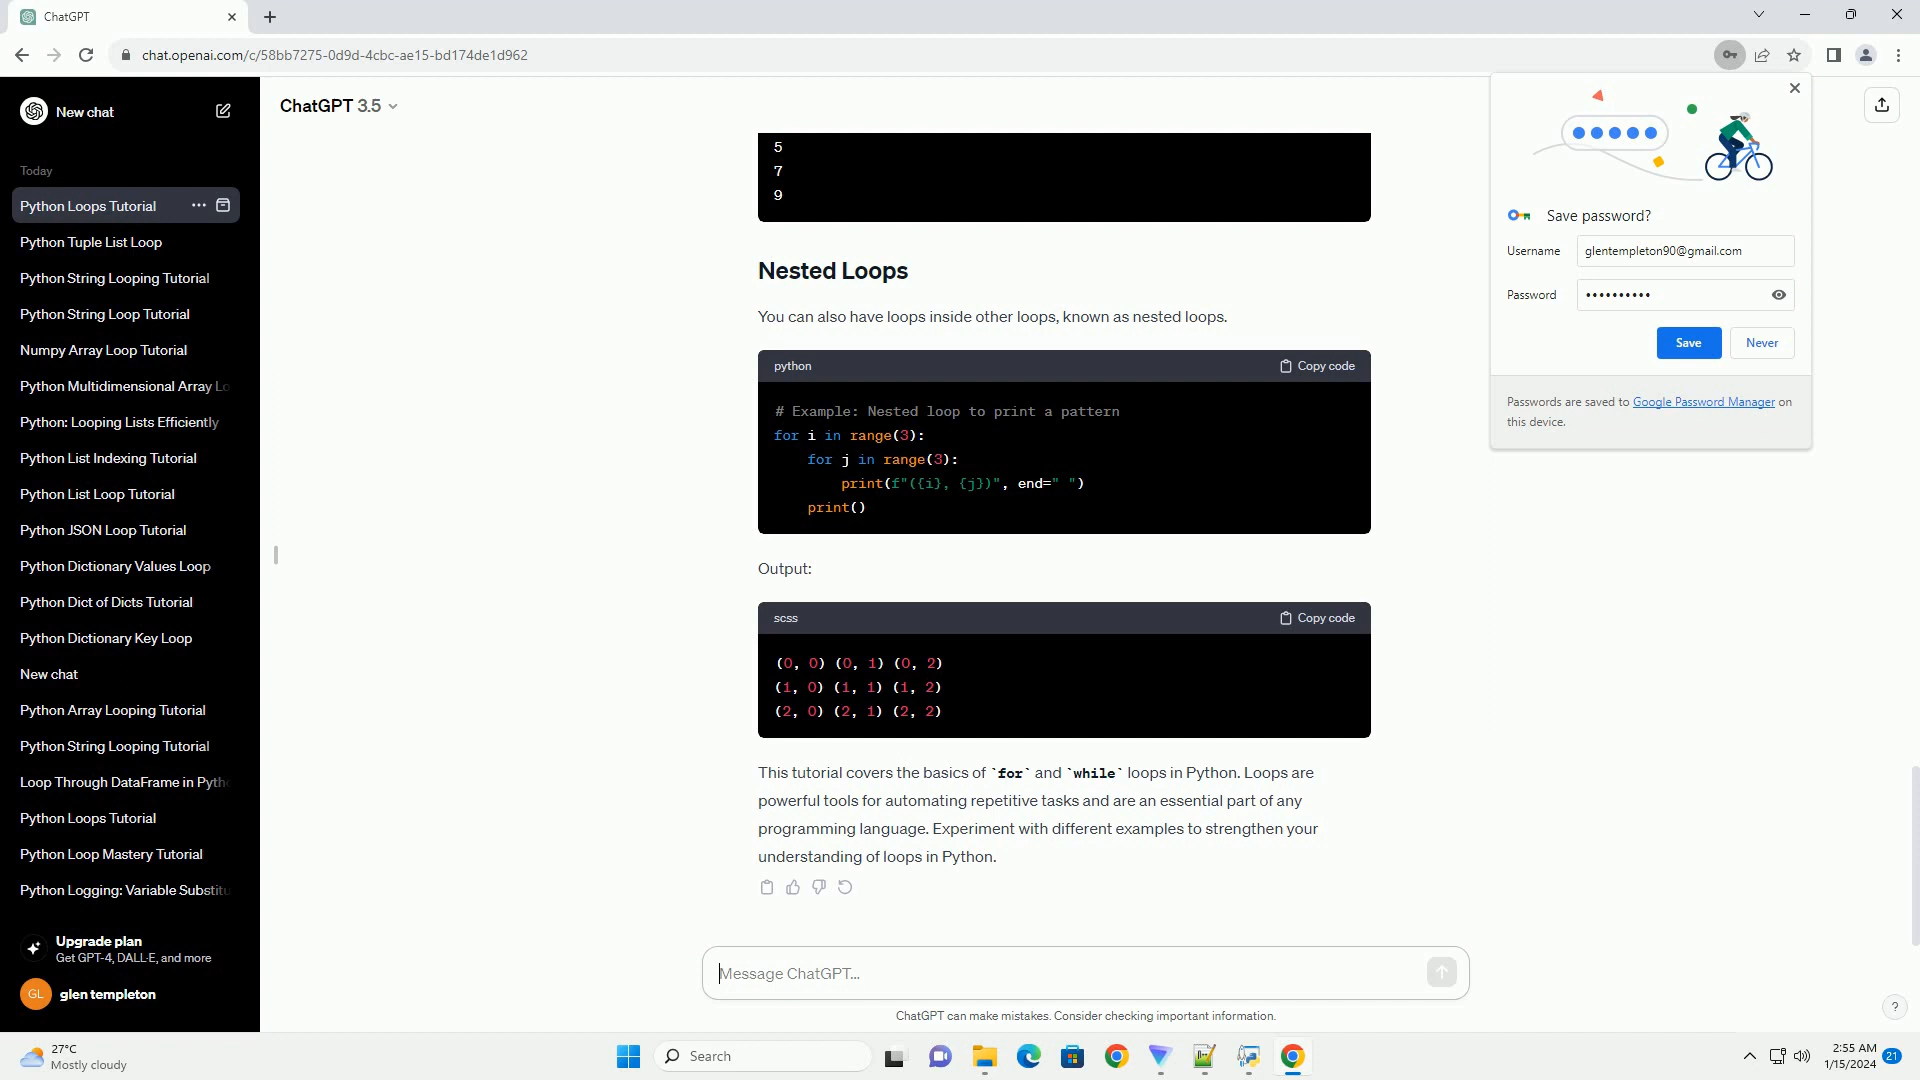 ChatGPT
chat.openai.com/c/58bb7275-0d9d-4cbc-ae15-bd174de1d962
New chat
Today
Python Loops Tutorial
Python Tuple List Loop
Python String Looping Tutorial
Python String Loop Tutorial
Numpy Array Loop Tutorial
Python Multidimensional Array Lo
Python: Looping Lists Efficiently
Python List Indexing Tutorial
Python List Loop Tutorial
Python JSON Loop Tutorial
Python Dictionary Values Loop
Python Dict of Dicts Tutorial
Python Dictionary Key Loop
New chat
Python Array Looping Tutorial
Python String Looping Tutorial
Loop Through DataFrame in Pyth
Python Loops Tutorial
Python Loop Mastery Tutorial
Python Logging: Variable Substitu
Upgrade plan
Get GPT-4, DALL·E, and more
GL glen templeton
ChatGPT 3.5
5
7
9
Nested Loops
You can also have loops inside other loops, known as nested loops.
python Copy code
# Example: Nested loop to print a pattern
for i in range(3):
    for j in range(3):
        print(f"({i}, {j})", end=" ")
    print()
Output:
scss Copy code
(0, 0) (0, 1) (0, 2)
(1, 0) (1, 1) (1, 2)
(2, 0) (2, 1) (2, 2)
This tutorial covers the basics of `for` and `while` loops in Python. Loops are
powerful tools for automating repetitive tasks and are an essential part of any
programming language. Experiment with different examples to strengthen your
understanding of loops in Python.
Message ChatGPT...
ChatGPT can make mistakes. Consider checking important information.
?
Save password?
Username glentempleton90@gmail.com
Password ••••••••••
Save Never
Passwords are saved to Google Password Manager on
this device.
27°C
Mostly cloudy
Search
2:55 AM
1/15/2024
21